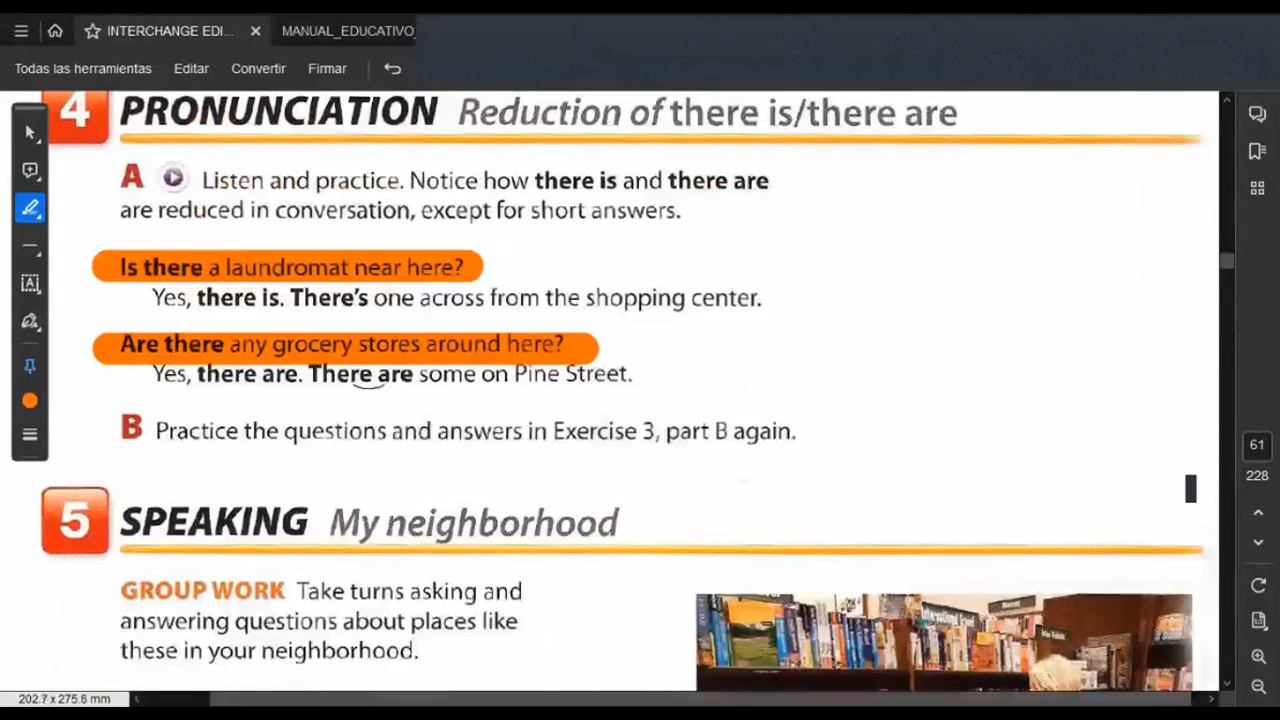 INTERCHANGE EDI...
MANUAL_EDUCATIVO_
Todas las herramientas
Editar
Convertir
Firmar
4 PRONUNCIATION Reduction of there is/there are
A Listen and practice. Notice how there is and there are
are reduced in conversation, except for short answers.
Is there a laundromat near here?
Yes, there is. There's one across from the shopping center.
Are there any grocery stores around here?
Yes, there are. There are some on Pine Street.
B Practice the questions and answers in Exercise 3, part B again.
61
228
5 SPEAKING My neighborhood
GROUP WORK Take turns asking and
answering questions about places like
these in your neighborhood.
International Travel
202.7 x 275.6 mm